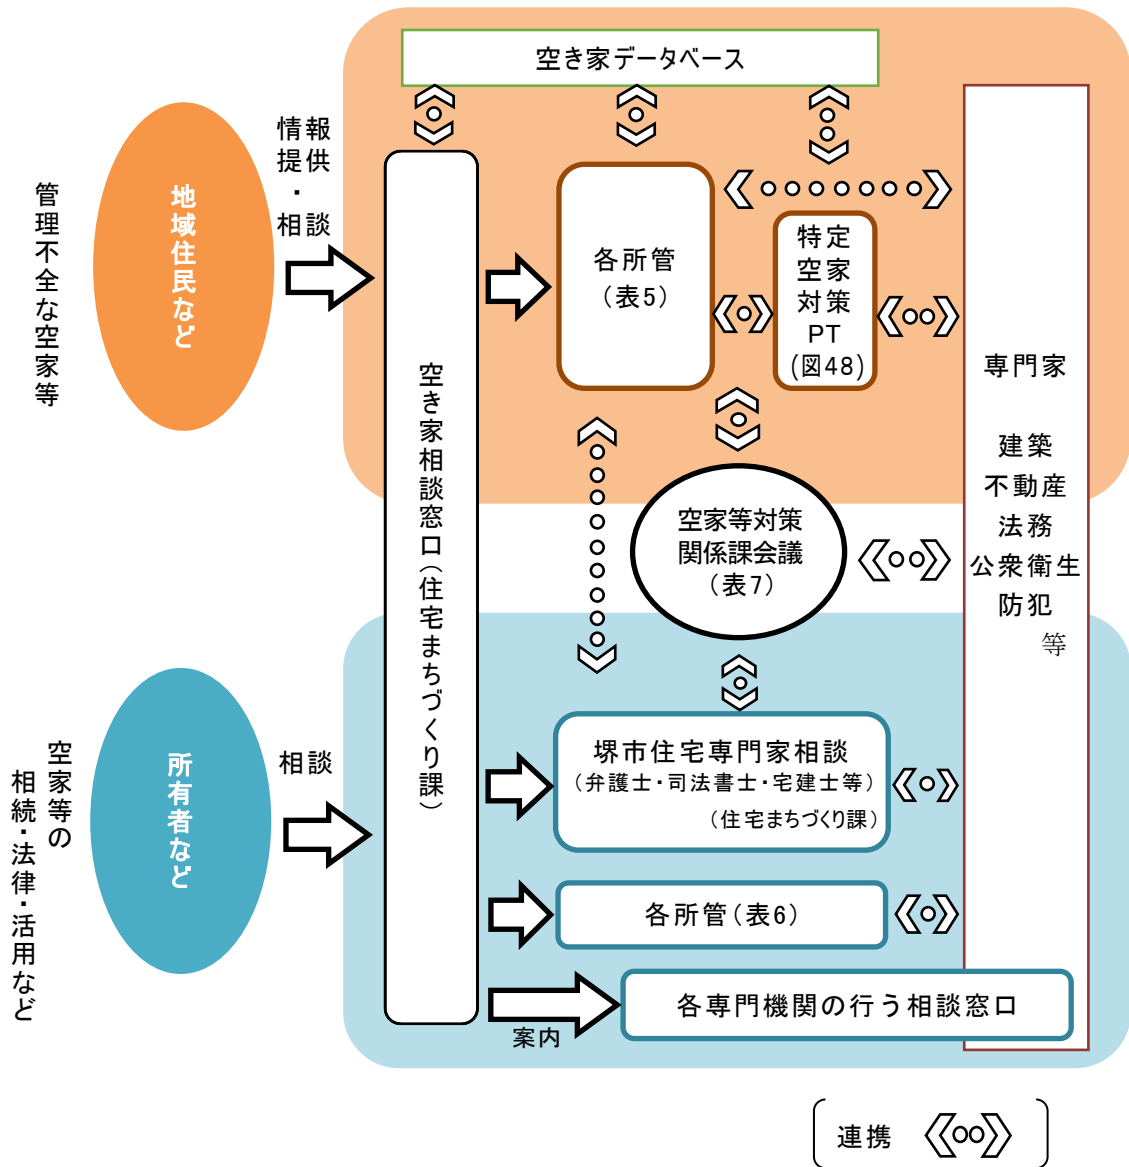 空き家データベース
情報
提供
・
相談
管理不全な空家等
地域住民など
各所管
（表5）
特定
空家
対策
PT
(図48)
専門家
建築
不動産
法務
公衆衛生
防犯
等
空き家相談窓口（住宅まちづくり課）
空家等対策
関係課会議
（表7）
空家等の
相続・法律・活用など
所有者など
相談
堺市住宅専門家相談
（弁護士・司法書士・宅建士等）
（住宅まちづくり課）
各所管（表6）
各専門機関の行う相談窓口
案内
連携